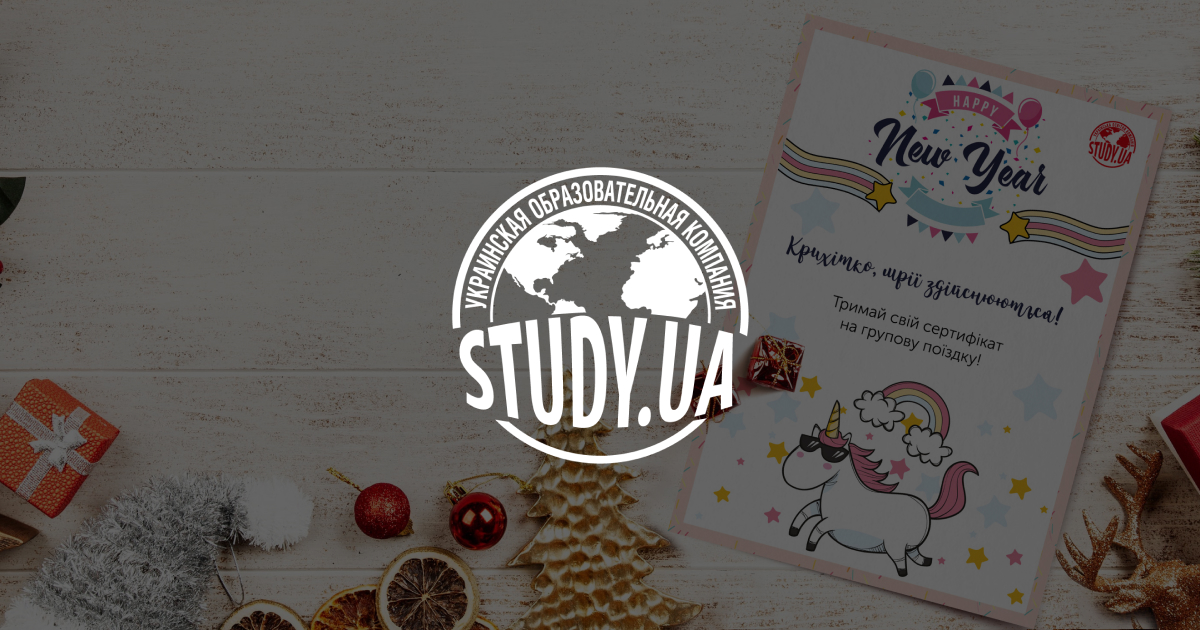 УКРАИНСКАЯ ОБРАЗОВАТЕЛЬНАЯ КОМПАНИЯ
STUDY.UA
HAPPY
New Year
STUDY.UA
Крихітко, мрії здійснюються!
Тримай свій сертифікат
на групову поїздку!